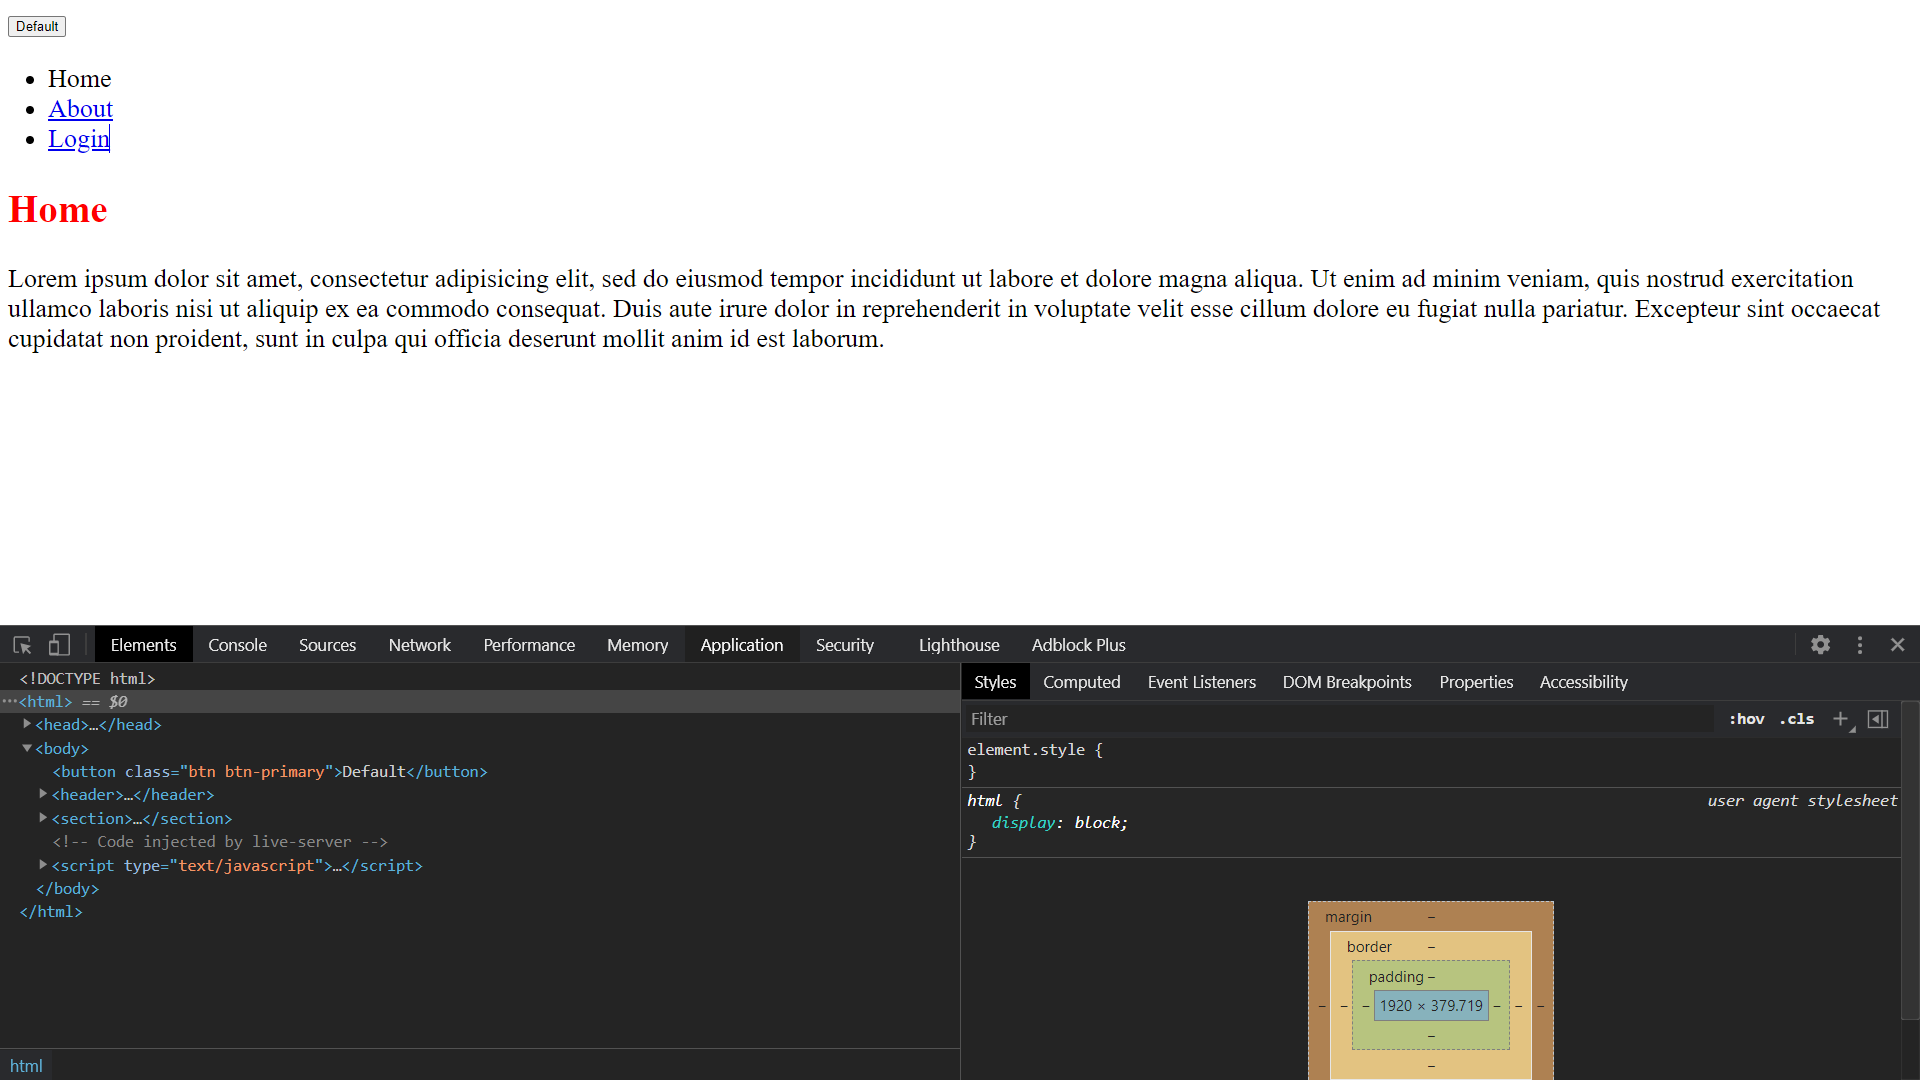 Default
Home
About
Login
Home
Lorem ipsum dolor sit amet, consectetur adipisicing elit, sed do eiusmod tempor incididunt ut labore et dolore magna aliqua. Ut enim ad minim veniam, quis nostrud exercitation
ullamco laboris nisi ut aliquip ex ea commodo consequat. Duis aute irure dolor in reprehenderit in voluptate velit esse cillum dolore eu fugiat nulla pariatur. Excepteur sint occaecat
cupidatat non proident, sunt in culpa qui officia deserunt mollit anim id est laborum.
Elements Console Sources Network Performance Memory Application Security Lighthouse Adblock Plus
<!DOCTYPE html>
…<html> == $0
<head>…</head>
<body>
<button class="btn btn-primary">Default</button>
<header>…</header>
<section>…</section>
<!-- Code injected by live-server -->
<script type="text/javascript">…</script>
</body>
</html>
html
Styles Computed Event Listeners DOM Breakpoints Properties Accessibility
Filter :hov .cls +
element.style {
}
html { user agent stylesheet
display: block;
}
margin –
border –
padding –
– – – 1920 × 379.719 – – –
–
–